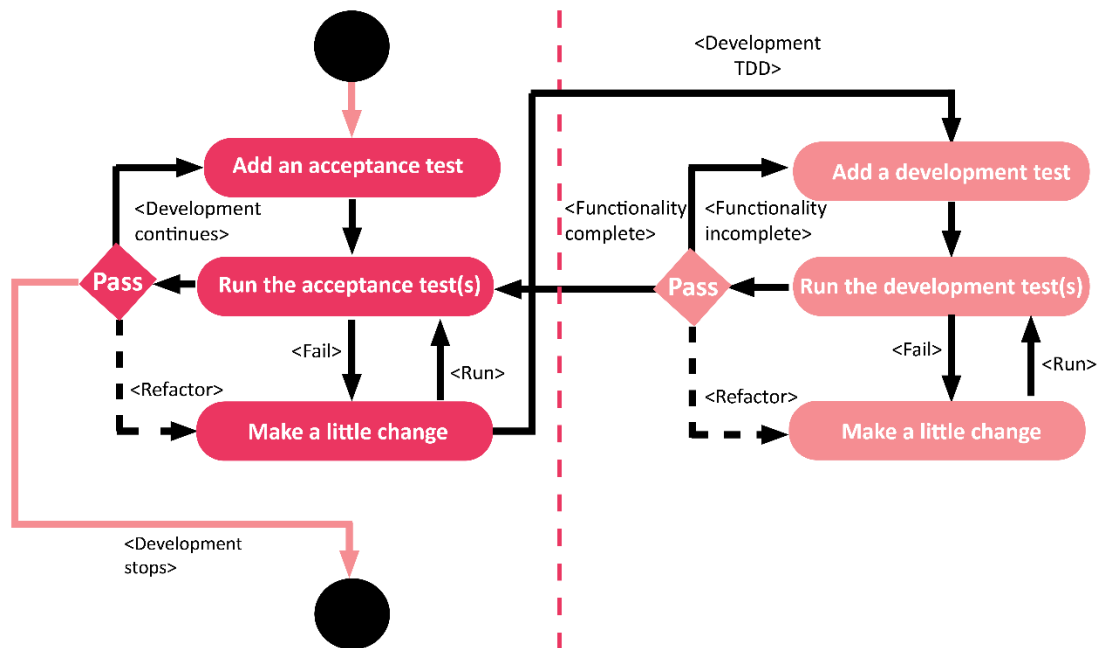 <Development
TDD>
Add an acceptance test
Add a development test
<Development
continues>
<Functionality
complete>
<Functionality
incomplete>
Pass
Run the acceptance test(s)
Pass
Run the development test(s)
<Fail>
<Run>
<Fail>
<Run>
<Refactor>
<Refactor>
Make a little change
Make a little change
<Development
stops>